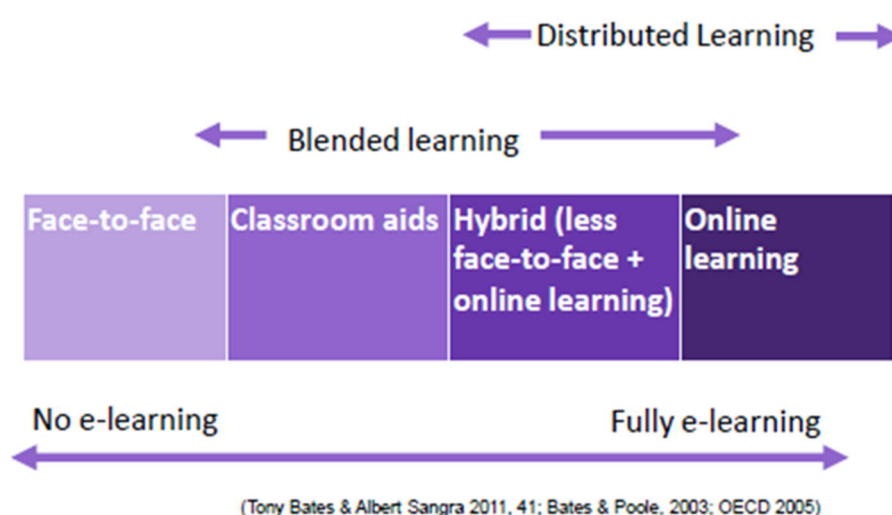 Distributed Learning
Blended learning
Face-to-face
Classroom aids
Hybrid (less
face-to-face +
online learning)
Online
learning
No e-learning
Fully e-learning
(Tony Bates & Albert Sangra 2011, 41; Bates & Poole, 2003; OECD 2005)